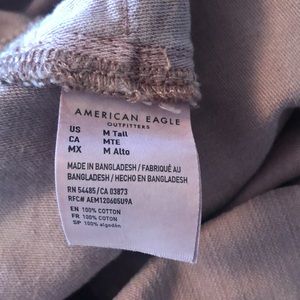 AMERICAN EAGLE
OUTFITTERS
US M Tall
CA MTE
MX M Alto
MADE IN BANGLADESH / FABRIQUÉ AU
BANGLADESH / HECHO EN BANGLADESH
RN 54485/CA 03873
RFC# AEM120605U9A
EN 100% COTTON
FR 100% COTON
SP 100% algodón